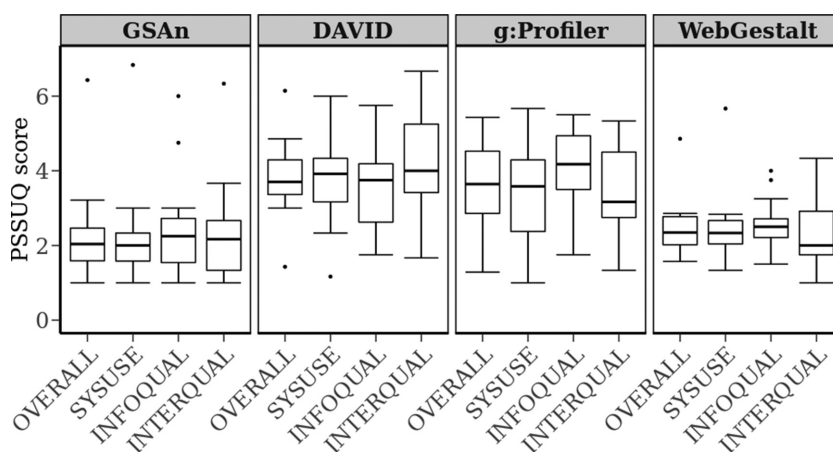 GSAn DAVID g:Profiler WebGestalt
PSSUQ score
6
4
2
0
OVERALL SYSUSE INFOQUAL INTERQUAL OVERALL SYSUSE INFOQUAL INTERQUAL OVERALL SYSUSE INFOQUAL INTERQUAL OVERALL SYSUSE INFOQUAL INTERQUAL